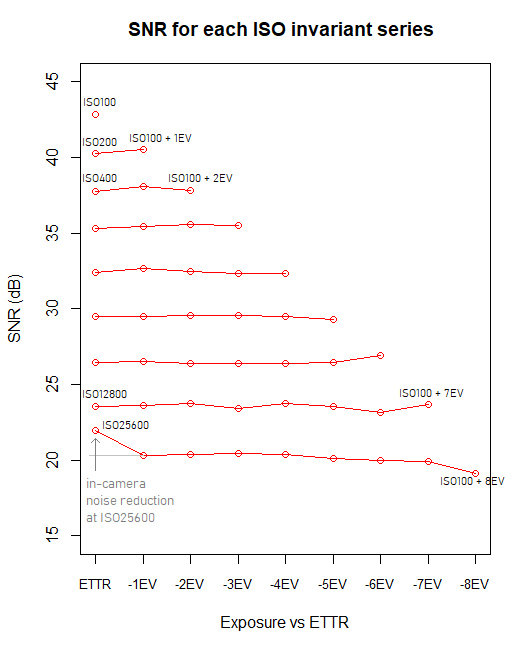 SNR for each ISO invariant series
45
ISO100
ISO200 ISO100 + 1EV
40
ISO400 ISO100 + 2EV
35
30
SNR (dB)
25
ISO12800 ISO100 + 7EV
ISO25600
20
ISO100 + 8EV
in-camera
noise reduction
at ISO25600
15
ETTR -1EV -2EV -3EV -4EV -5EV -6EV -7EV -8EV
Exposure vs ETTR